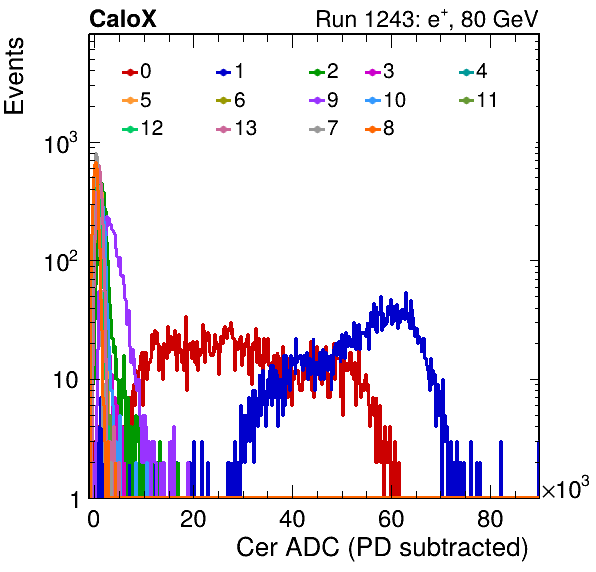 CaloX Run 1243: e⁺, 80 GeV
Events
0 1 2 3 4
5 6 9 10 11
12 13 7 8
10³
10²
10
1
0 20 40 60 80
×10³
Cer ADC (PD subtracted)